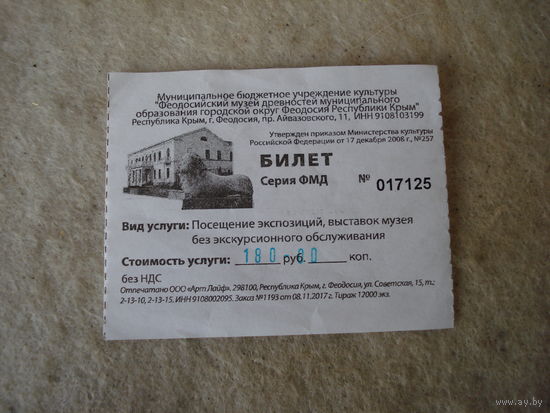 Муниципальное бюджетное учреждение культуры
"Феодосийский музей древностей муниципального
образования городской округ Феодосия Республики Крым"
Республика Крым, г. Феодосия, пр. Айвазовского, 11, ИНН 9108103199
Утвержден приказом Министерства культуры
Российской Федерации от 17 декабря 2008 г., №257
БИЛЕТ
Серия ФМД № 017125
Вид услуги: Посещение экспозиций, выставок музея
без экскурсионного обслуживания
Стоимость услуги: 180 руб. 00 коп.
без НДС
Отпечатано ООО «Арт Лайф». 298100, Республика Крым, г. Феодосия, ул. Советская, 15, т.:
2-13-10, 2-13-15. ИНН 9108002095. Заказ №1193 от 08.11.2017 г. Тираж 12000 экз.
www.ay.by